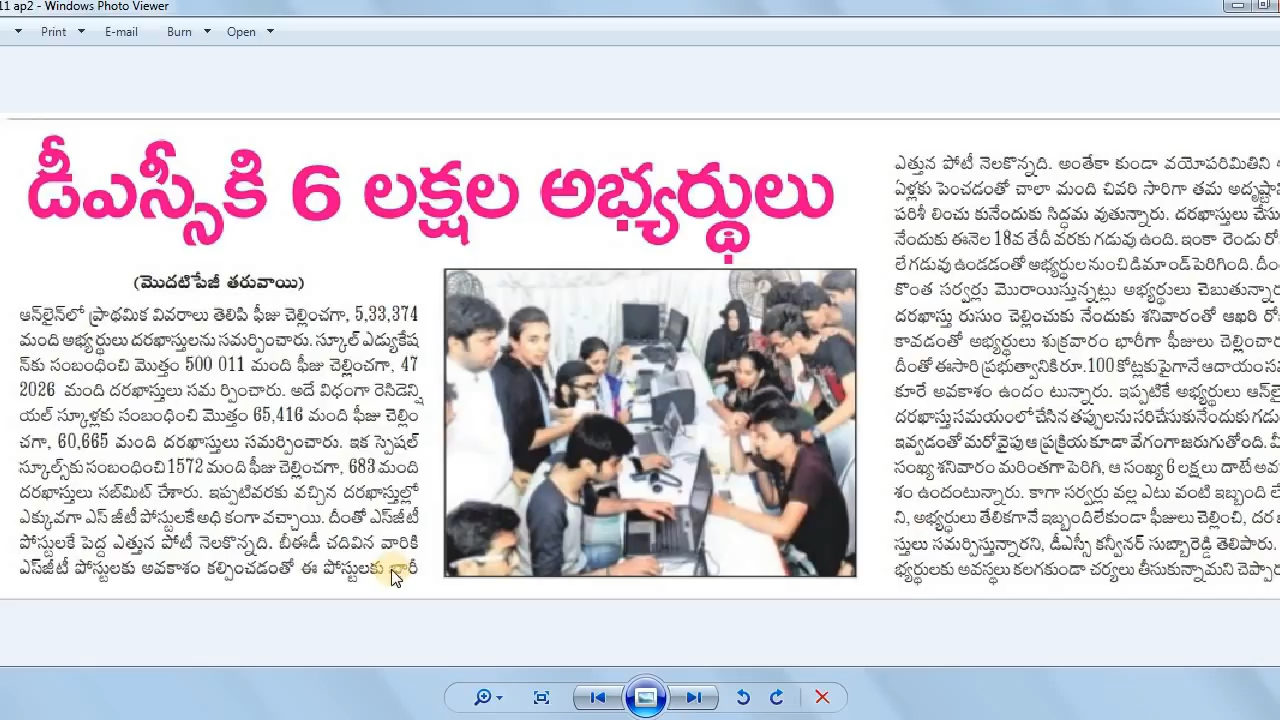 11 ap2 - Windows Photo Viewer
Print
E-mail
Burn
Open
డీఎస్సీకి 6 లక్షల అభ్యర్థులు
(మొదటిపేజీ తరువాయి)
ఆన్‌లైన్‌లో ప్రాథమిక వివరాలు తెలిపి ఫీజు చెల్లించగా, 5,33,374
మంది అభ్యర్థులు దరఖాస్తులను సమర్పించారు. స్కూల్ ఎడ్యుకేష
న్‌కు సంబంధించి మొత్తం 500 011 మంది ఫీజు చెల్లించగా, 47
2026 మంది దరఖాస్తులు సమ ర్పించారు. అదే విధంగా రెసిడెన్షి
యల్ స్కూళ్లకు సంబంధించి మొత్తం 65,416 మంది ఫీజు చెల్లిం
చగా, 60,665 మంది దరఖాస్తులు సమర్పించారు. ఇక స్పెషల్
స్కూల్స్‌కు సంబంధించి 1572 మంది ఫీజు చెల్లించగా, 683 మంది
దరఖాస్తులు సబ్‌మిట్ చేశారు. ఇప్పటివరకు వచ్చిన దరఖాస్తుల్లో
ఎక్కువగా ఎస్ జీటీ పోస్టులకే అధి కంగా వచ్చాయి. దీంతో ఎస్‌జీటీ
పోస్టులకే పెద్ద ఎత్తున పోటీ నెలకొన్నది. బీఈడీ చదివిన వారికి
ఎస్‌జీటీ పోస్టులకు అవకాశం కల్పించడంతో ఈ పోస్టులకు భారీ
ఎత్తున పోటీ నెలకొన్నది. అంతేకా కుండా వయోపరిమితిని
ఏళ్లకు పెంచడంతో చాలా మంది చివరి సారిగా తమ
పరిశీ లించు కునేందుకు సిద్ధమ వుతున్నారు. దరఖాస్తులు
నేందుకు ఈనెల 18వ తేదీ వరకు గడువు ఉంది. ఇంకా రెండు
లే గడువు ఉండడంతో అభ్యర్థుల నుంచి డిమాండ్ పెరిగింది.
కొంత సర్వర్లు మొరాయిస్తున్నట్లు అభ్యర్థులు చెబుతున్నార
దరఖాస్తు రుసుం చెల్లించుకు నేందుకు శనివారంతో ఆఖరి
కావడంతో అభ్యర్థులు శుక్రవారం భారీగా ఫీజులు చెల్లించార
దీంతో ఈసారి ప్రభుత్వానికి రూ.100 కోట్లకు పైగానే ఆదాయం
కూరే అవకాశం ఉందం టున్నారు. ఇప్పటికే అభ్యర్థులు
దరఖాస్తు సమయంలో చేసిన తప్పులను సరిచేసుకునేందుకు
ఇవ్వడంతో మరోవైపు ఆ ప్రక్రియ కూడా వేగంగా జరుగుతోంది.
సంఖ్య శనివారం మరింతగా పెరిగి, ఆ సంఖ్య 6 లక్షలు దాటే
శం ఉందంటున్నారు. కాగా సర్వర్లు వల్ల ఎటు వంటి ఇబ్బంది
ని, అభ్యర్థులు తేలికగానే ఇబ్బందిలేకుండా ఫీజులు చెల్లించి,
స్తులు సమర్పిస్తున్నారని, డీఎస్సీ కన్వీనర్ సుబ్బారెడ్డి తెలిపారు.
భ్యర్థులకు అవస్థలు కలగకుండా చర్యలు తీసుకున్నామని